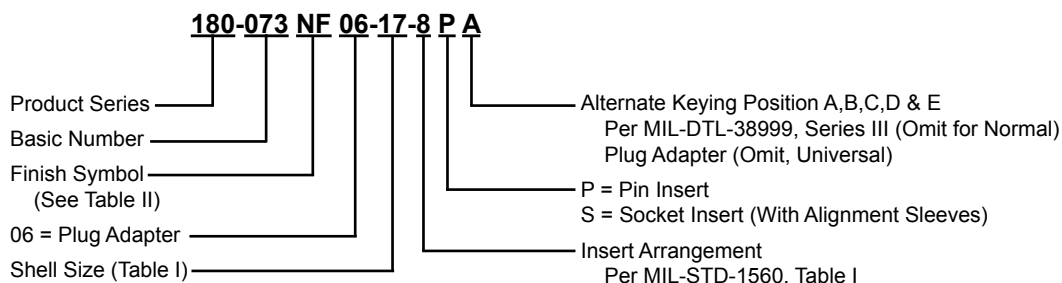 180-073 NF 06-17-8 P A
Product Series
Basic Number
Finish Symbol
(See Table II)
06 = Plug Adapter
Shell Size (Table I)
Alternate Keying Position A,B,C,D & E
Per MIL-DTL-38999, Series III (Omit for Normal)
Plug Adapter (Omit, Universal)
P = Pin Insert
S = Socket Insert (With Alignment Sleeves)
Insert Arrangement
Per MIL-STD-1560, Table I